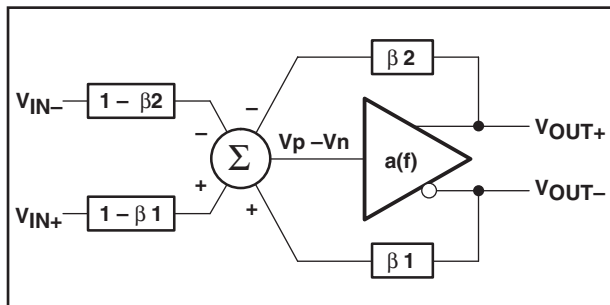 β 2
V_IN– 1 – β2 – – V_OUT+
Σ Vp –Vn a(f)
V_IN+ 1 – β 1 + + V_OUT–
β 1